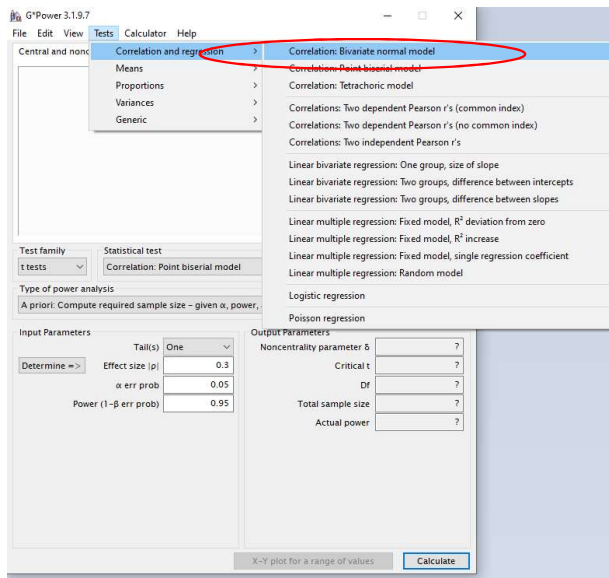 G*Power 3.1.9.7
File Edit View Tests Calculator Help
Central and nonc
Correlation and regression
Means
Proportions
Variances
Generic
Correlation: Bivariate normal model
Correlation: Point biserial model
Correlation: Tetrachoric model
Correlations: Two dependent Pearson r's (common index)
Correlations: Two dependent Pearson r's (no common index)
Correlations: Two independent Pearson r's
Linear bivariate regression: One group, size of slope
Linear bivariate regression: Two groups, difference between intercepts
Linear bivariate regression: Two groups, difference between slopes
Linear multiple regression: Fixed model, R² deviation from zero
Linear multiple regression: Fixed model, R² increase
Linear multiple regression: Fixed model, single regression coefficient
Linear multiple regression: Random model
Logistic regression
Poisson regression
Test family Statistical test
t tests Correlation: Point biserial model
Type of power analysis
A priori: Compute required sample size – given α, power,
Input Parameters
Tail(s) One
Determine => Effect size |ρ| 0.3
α err prob 0.05
Power (1-β err prob) 0.95
Output Parameters
Noncentrality parameter δ ?
Critical t ?
Df ?
Total sample size ?
Actual power ?
X-Y plot for a range of values Calculate